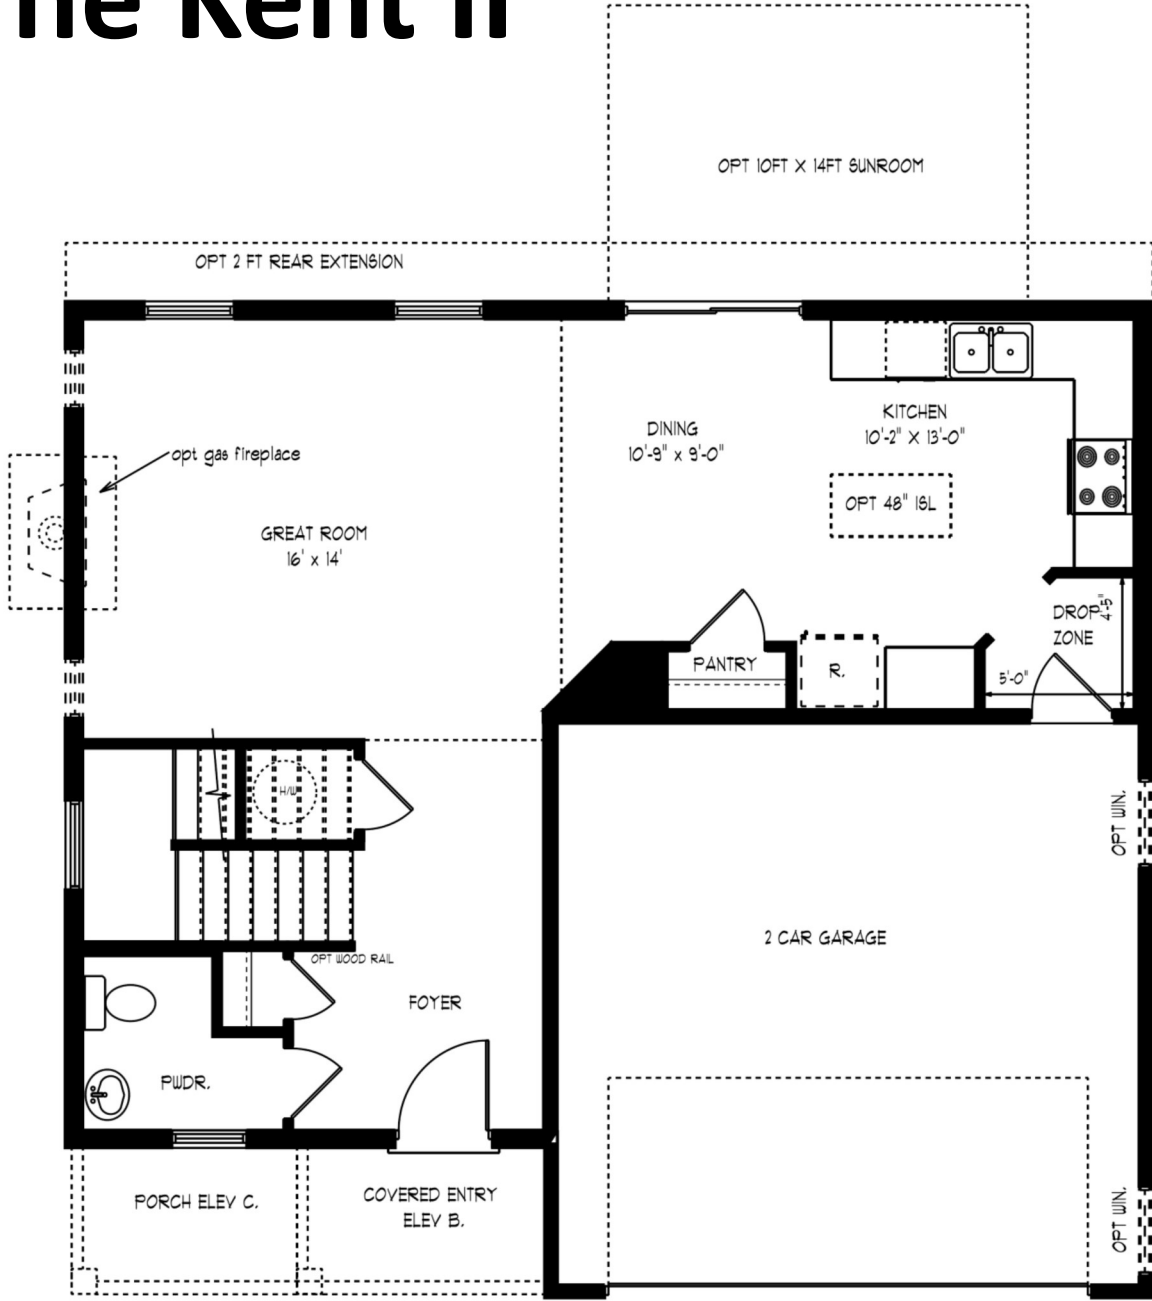 he Kent II
OPT 10FT X 14FT SUNROOM
OPT 2 FT REAR EXTENSION
opt gas fireplace
GREAT ROOM
16' x 14'
DINING
10'-9" x 9'-0"
KITCHEN
10'-2" X 13'-0"
OPT 48" ISL
DROP
ZONE
4'-5"
5'-0"
PANTRY
R.
H/W
OPT WIN.
2 CAR GARAGE
OPT WOOD RAIL
FOYER
PWDR.
PORCH ELEV C.
COVERED ENTRY
ELEV B.
OPT WIN.